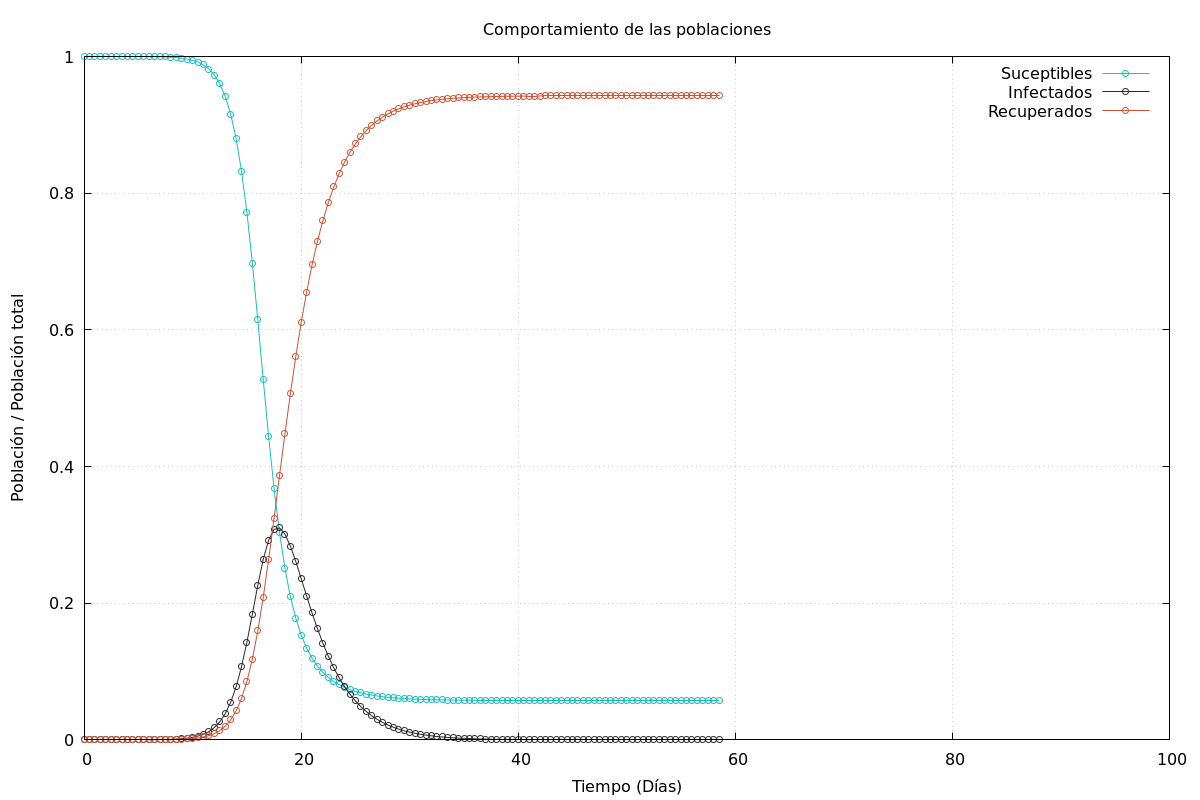 Comportamiento de las poblaciones
Suceptibles
Infectados
Recuperados
Población / Población total
1
0.8
0.6
0.4
0.2
0
0 20 40 60 80 100
Tiempo (Días)